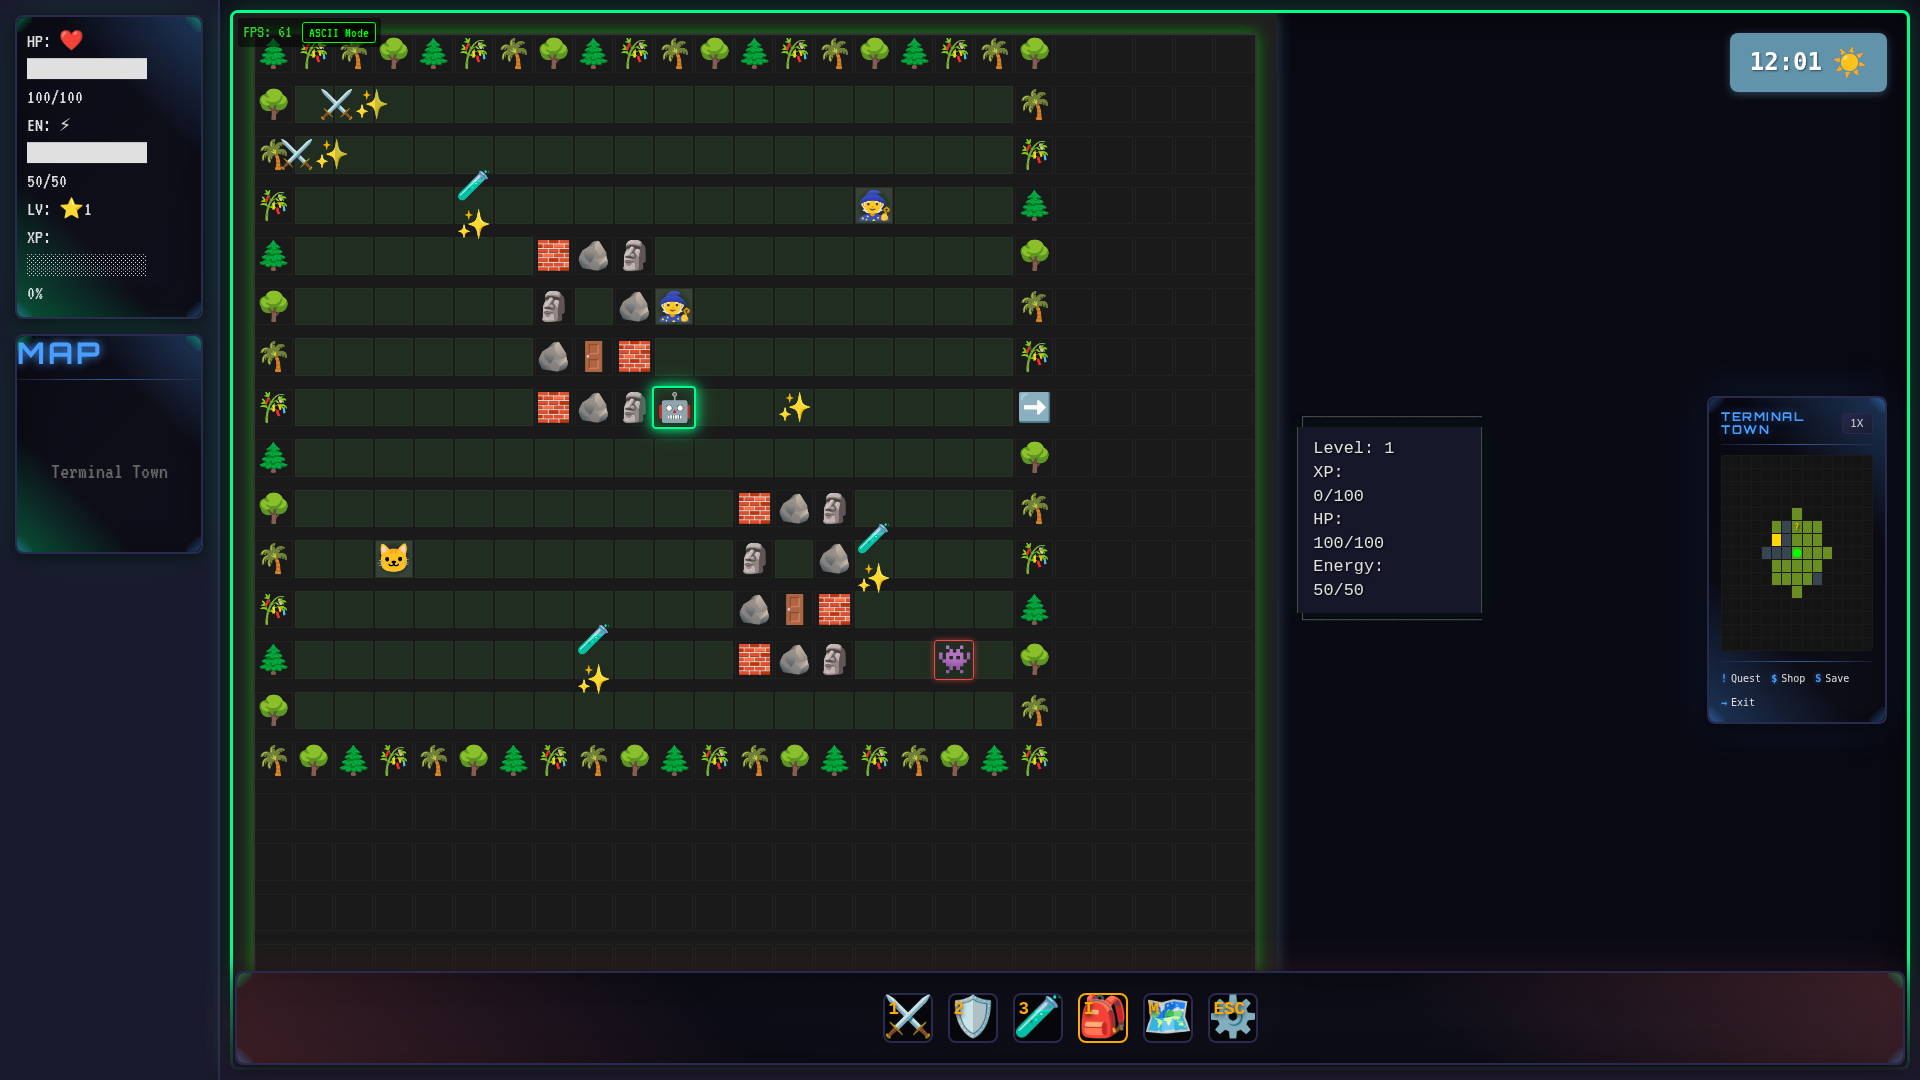 HP:
100/100
EN:
50/50
LV: 1
XP:
0%
MAP
Terminal Town
FPS: 61 ASCII Mode
12:01
Level: 1
XP:
0/100
HP:
100/100
Energy:
50/50
TERMINAL
TOWN
1X
?
! Quest $ Shop S Save
→ Exit
1 2 3 I M ESC